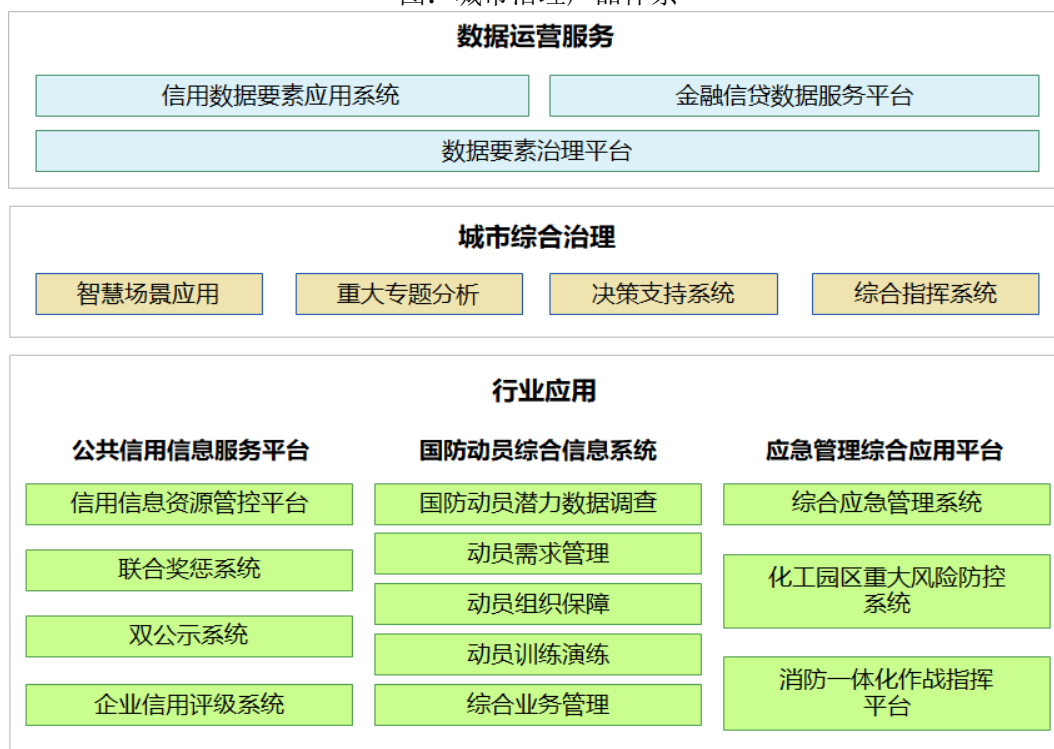 图：城市治理产品体系
数据运营服务
信用数据要素应用系统
金融信贷数据服务平台
数据要素治理平台
城市综合治理
智慧场景应用
重大专题分析
决策支持系统
综合指挥系统
行业应用
公共信用信息服务平台
信用信息资源管控平台
联合奖惩系统
双公示系统
企业信用评级系统
国防动员综合信息系统
国防动员潜力数据调查
动员需求管理
动员组织保障
动员训练演练
综合业务管理
应急管理综合应用平台
综合应急管理系统
化工园区重大风险防控
系统
消防一体化作战指挥
平台